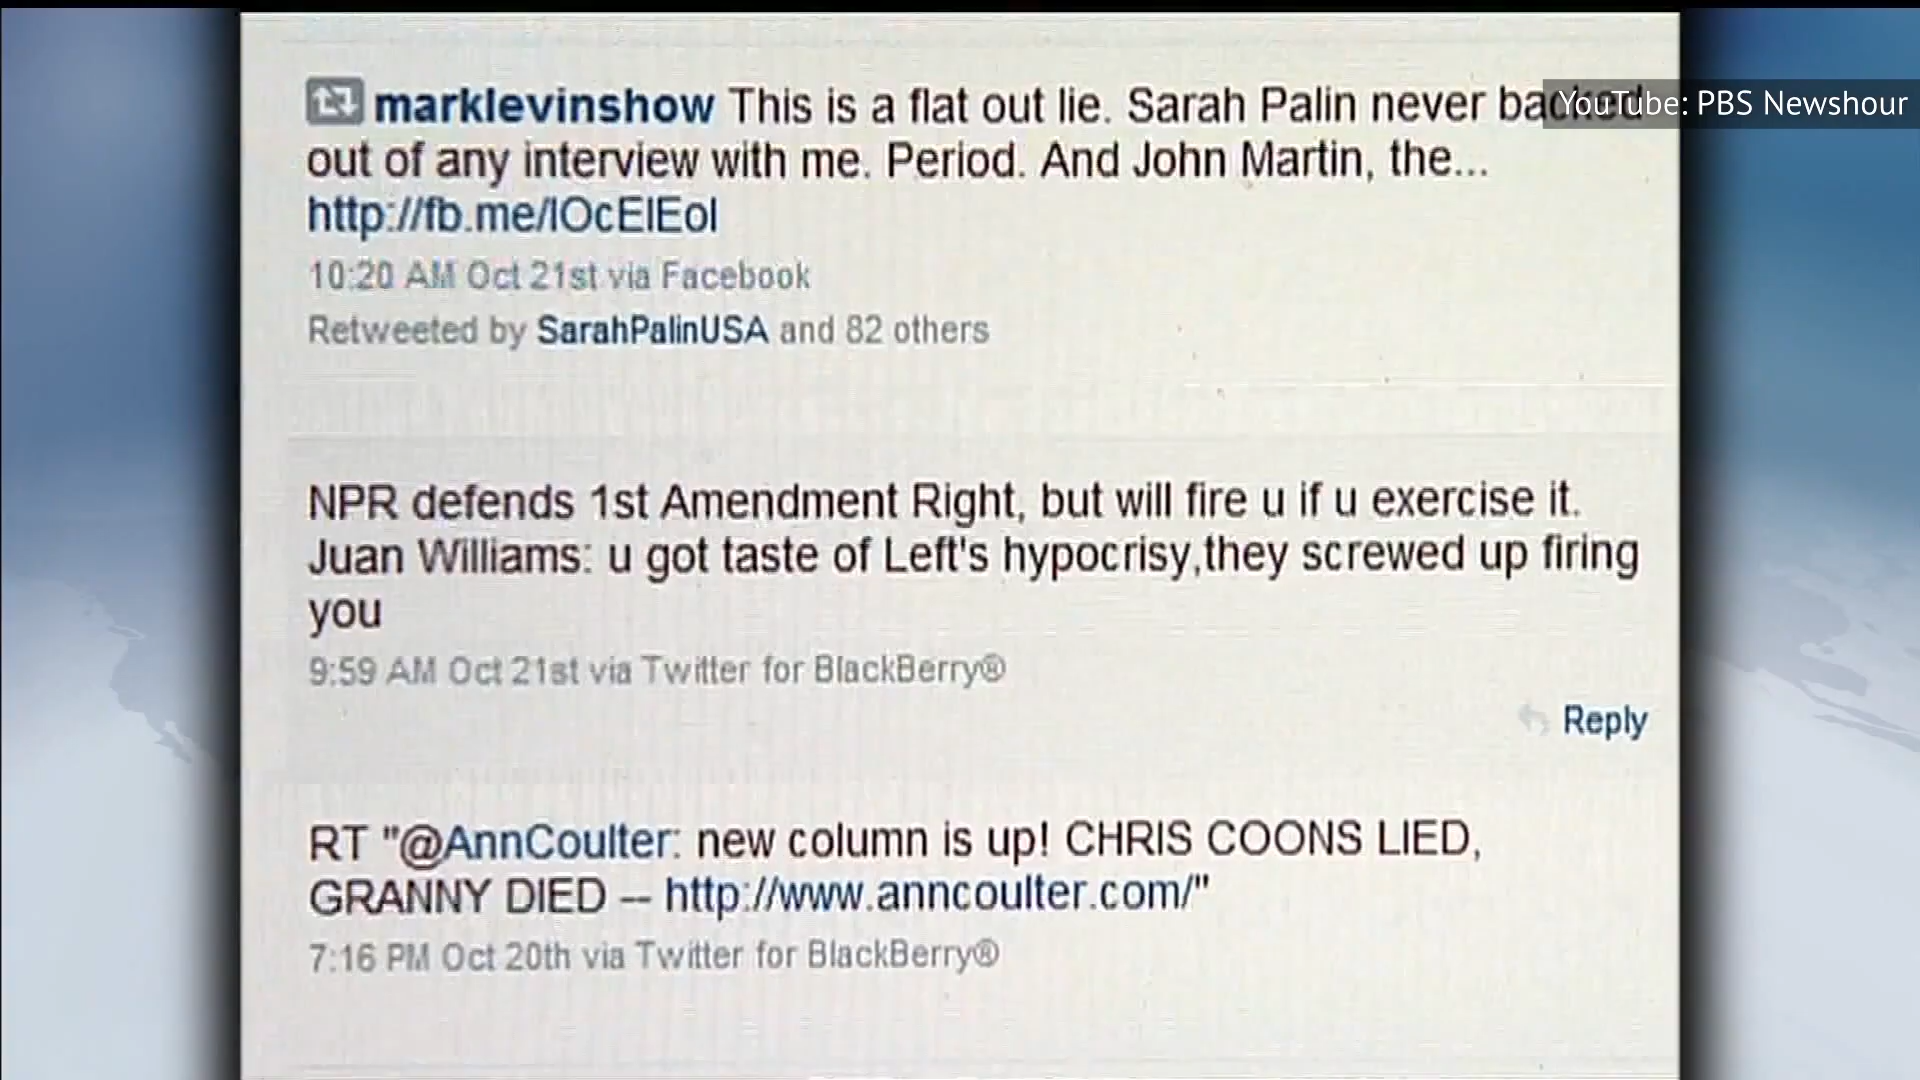 marklevinshow This is a flat out lie. Sarah Palin never backed
YouTube: PBS Newshour
out of any interview with me. Period. And John Martin, the...
http://fb.me/IOcEIEol
10:20 AM Oct 21st via Facebook
Retweeted by SarahPalinUSA and 82 others
NPR defends 1st Amendment Right, but will fire u if u exercise it.
Juan Williams: u got taste of Left's hypocrisy,they screwed up firing
you
9:59 AM Oct 21st via Twitter for BlackBerry®
Reply
RT "@AnnCoulter: new column is up! CHRIS COONS LIED,
GRANNY DIED -- http://www.anncoulter.com/"
7:16 PM Oct 20th via Twitter for BlackBerry®